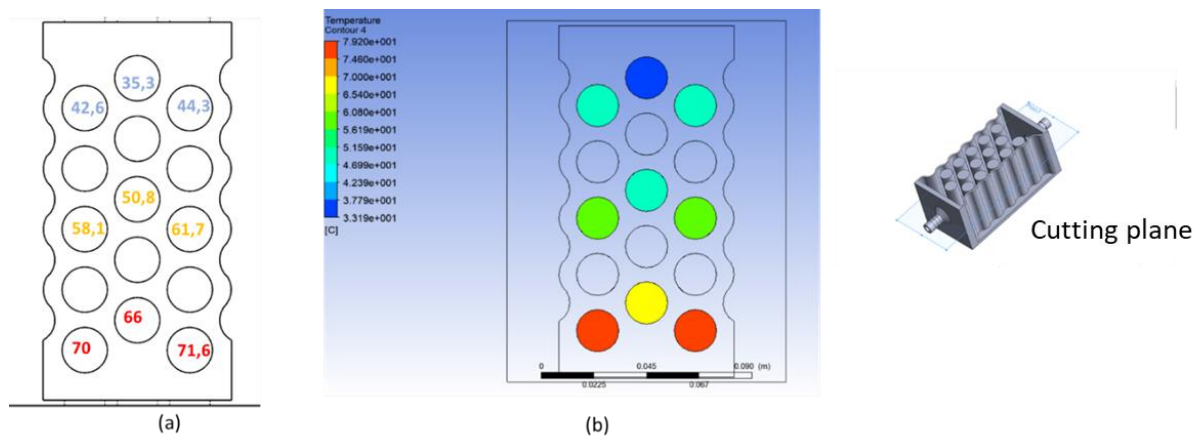 35,3
42,6
44,3
50,8
58,1
61,7
66
70
71,6
(a)
Temperature
Contour 4
7.920e+001
7.460e+001
7.000e+001
6.540e+001
6.080e+001
5.619e+001
5.159e+001
4.699e+001
4.239e+001
3.779e+001
3.319e+001
[C]
0 0.045 0.090 (m)
0.0225 0.067
(b)
Cutting plane